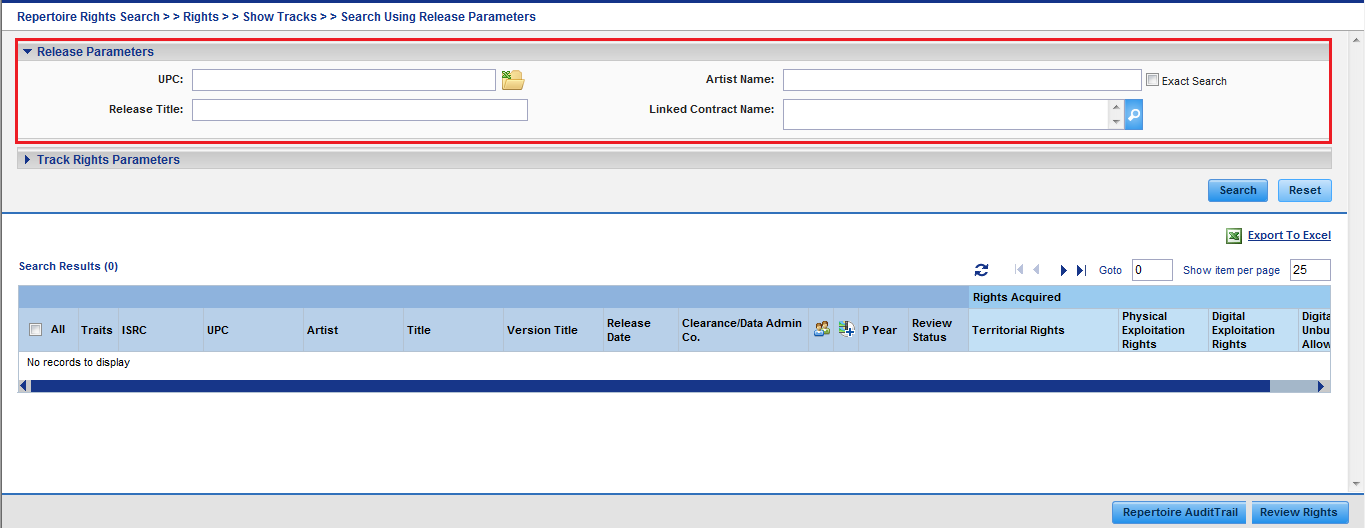 Repertoire Rights Search > > Rights > > Show Tracks > > Search Using Release Parameters
Release Parameters
UPC:
Artist Name:
Exact Search
Release Title:
Linked Contract Name:
Track Rights Parameters
Search
Reset
Export To Excel
Search Results (0)
Goto
0
Show item per page
25
Rights Acquired
All
Traits
ISRC
UPC
Artist
Title
Version Title
Release
Date
Clearance/Data Admin
Co.
P Year
Review
Status
Territorial Rights
Physical
Exploitation
Rights
Digital
Exploitation
Rights
Digita
Unbu
Allow
No records to display
Repertoire AuditTrail
Review Rights